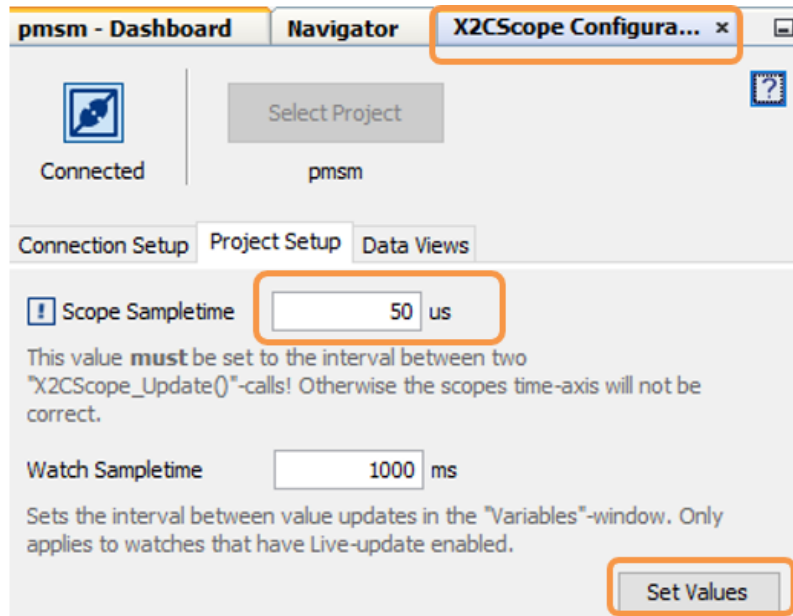 pmsm - Dashboard Navigator X2CScope Configura... ×
?
Select Project
Connected pmsm
Connection Setup Project Setup Data Views
! Scope Sampletime 50 us
This value must be set to the interval between two
"X2CScope_Update()"-calls! Otherwise the scopes time-axis will not be
correct.
Watch Sampletime 1000 ms
Sets the interval between value updates in the "Variables"-window. Only
applies to watches that have Live-update enabled.
Set Values